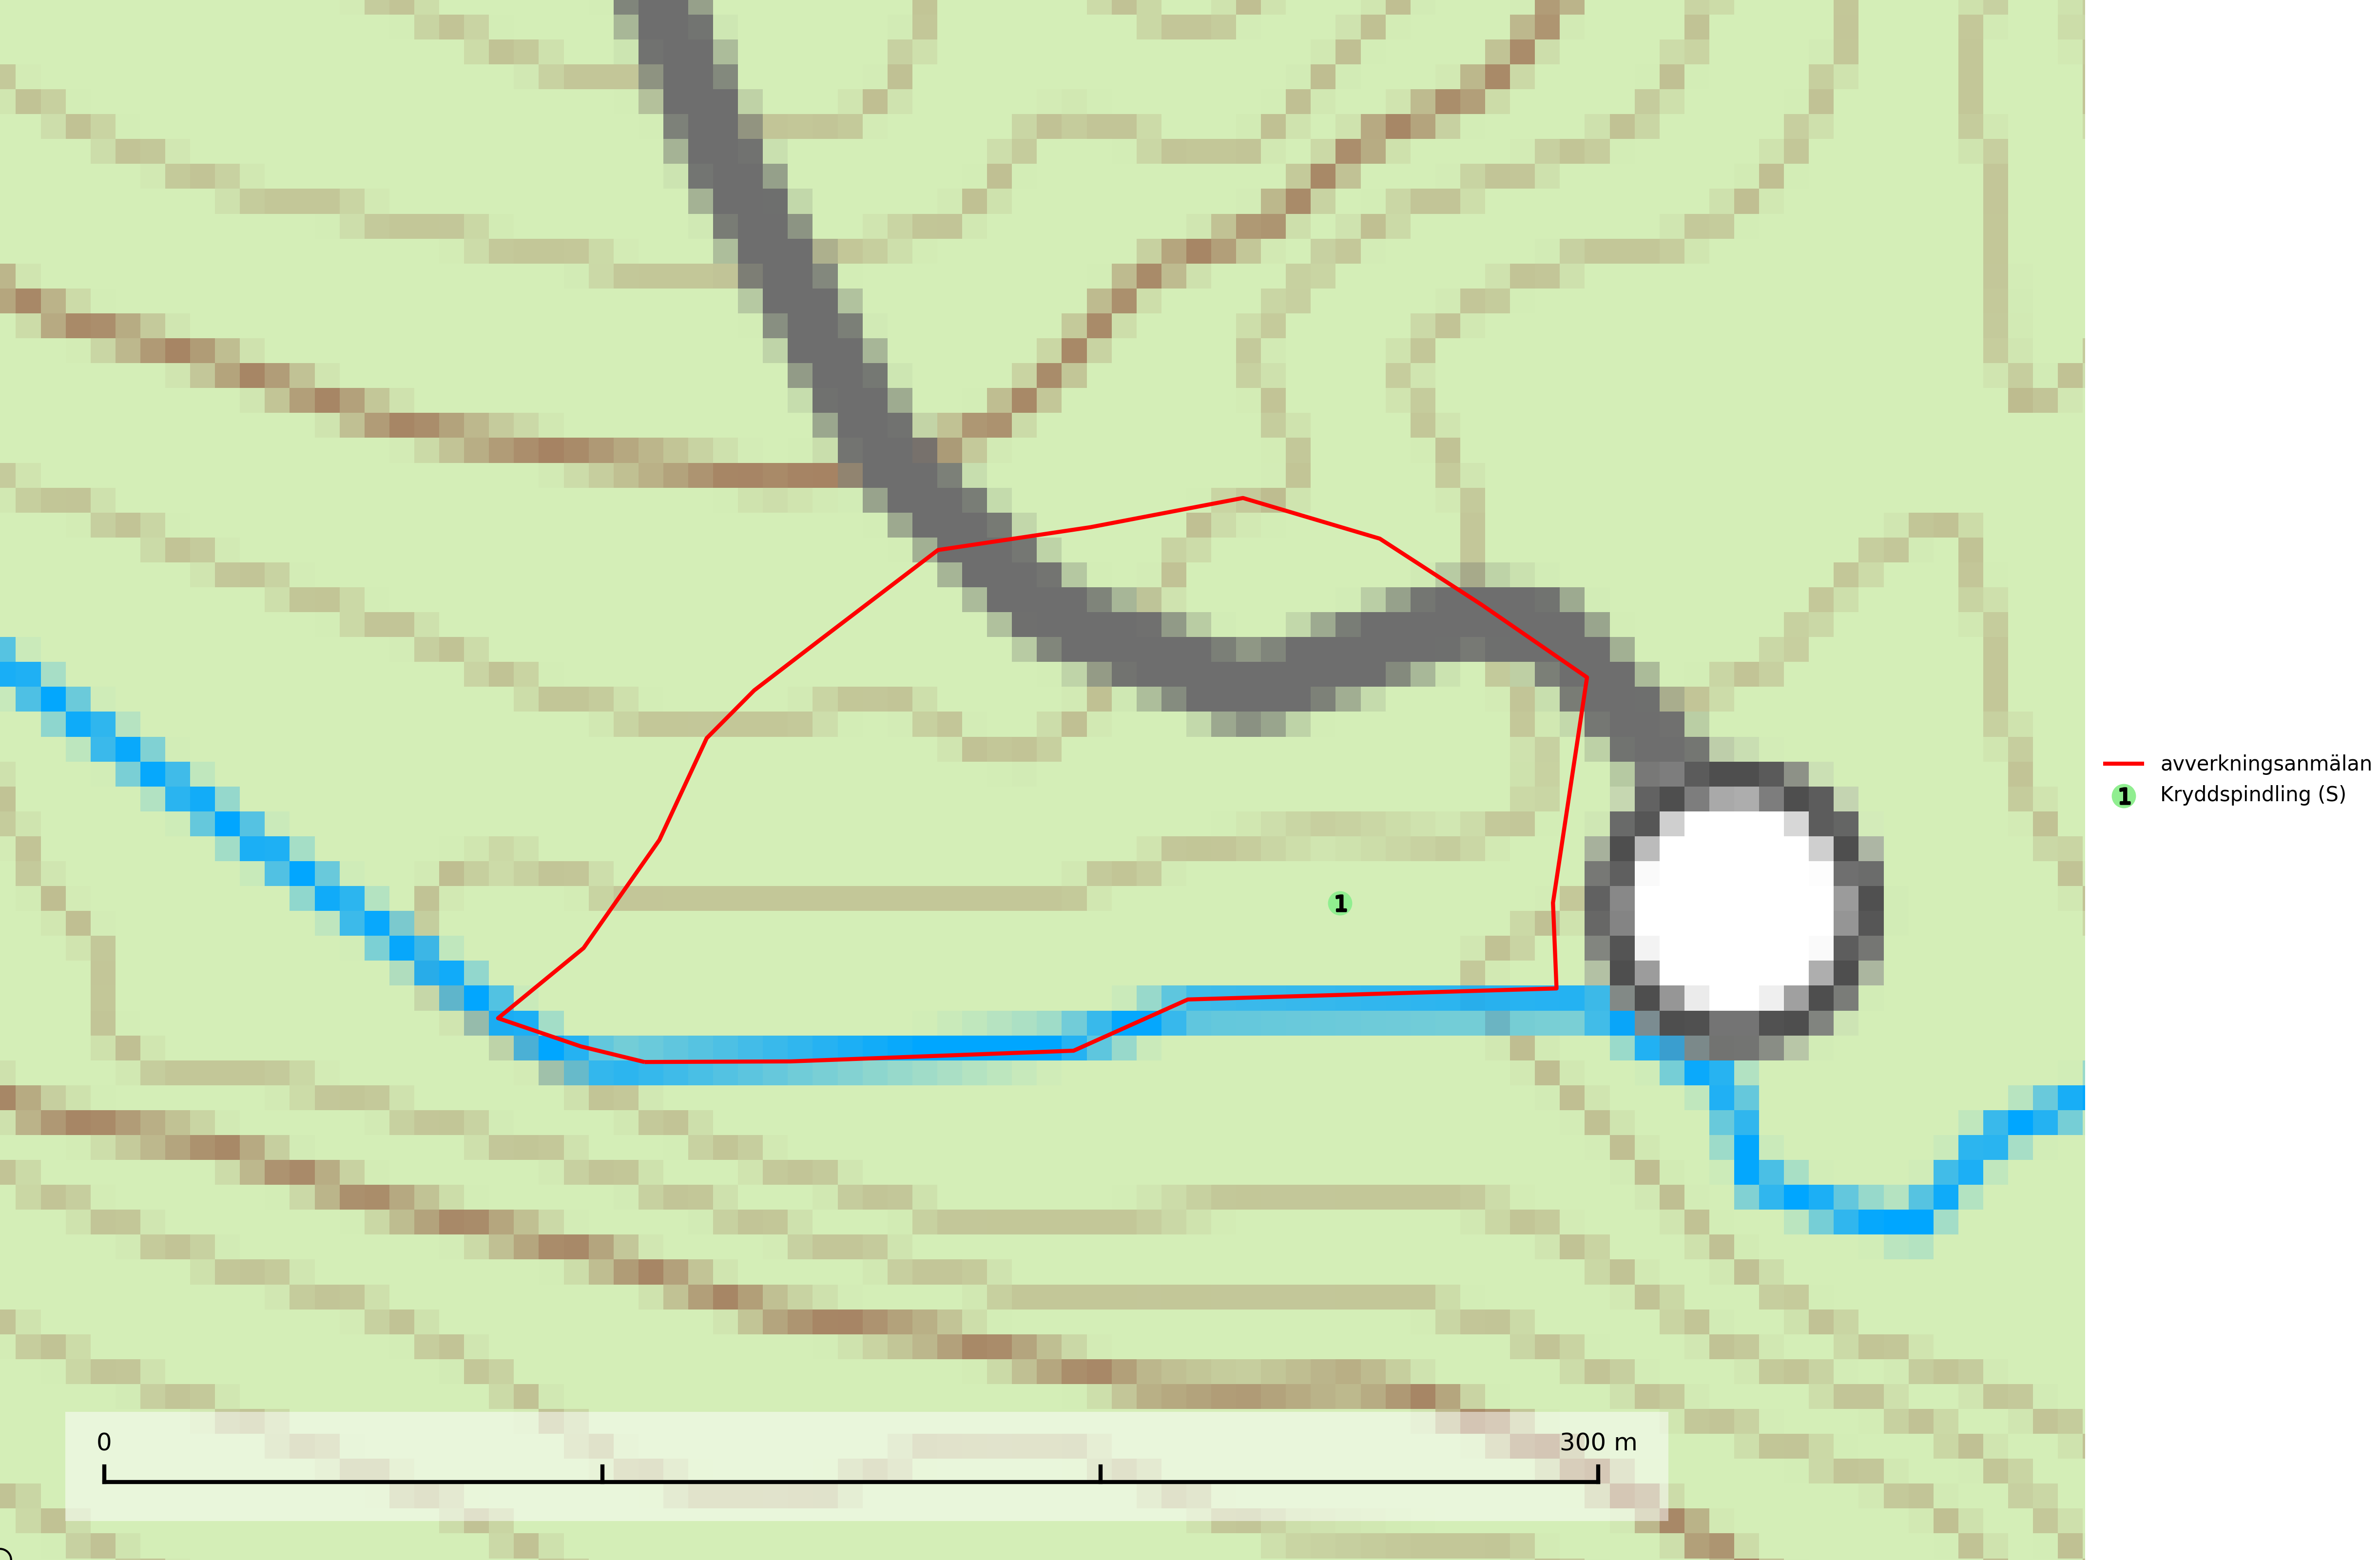 avverkningsanmälan
1 Kryddspindling (S)
1
0 300 m